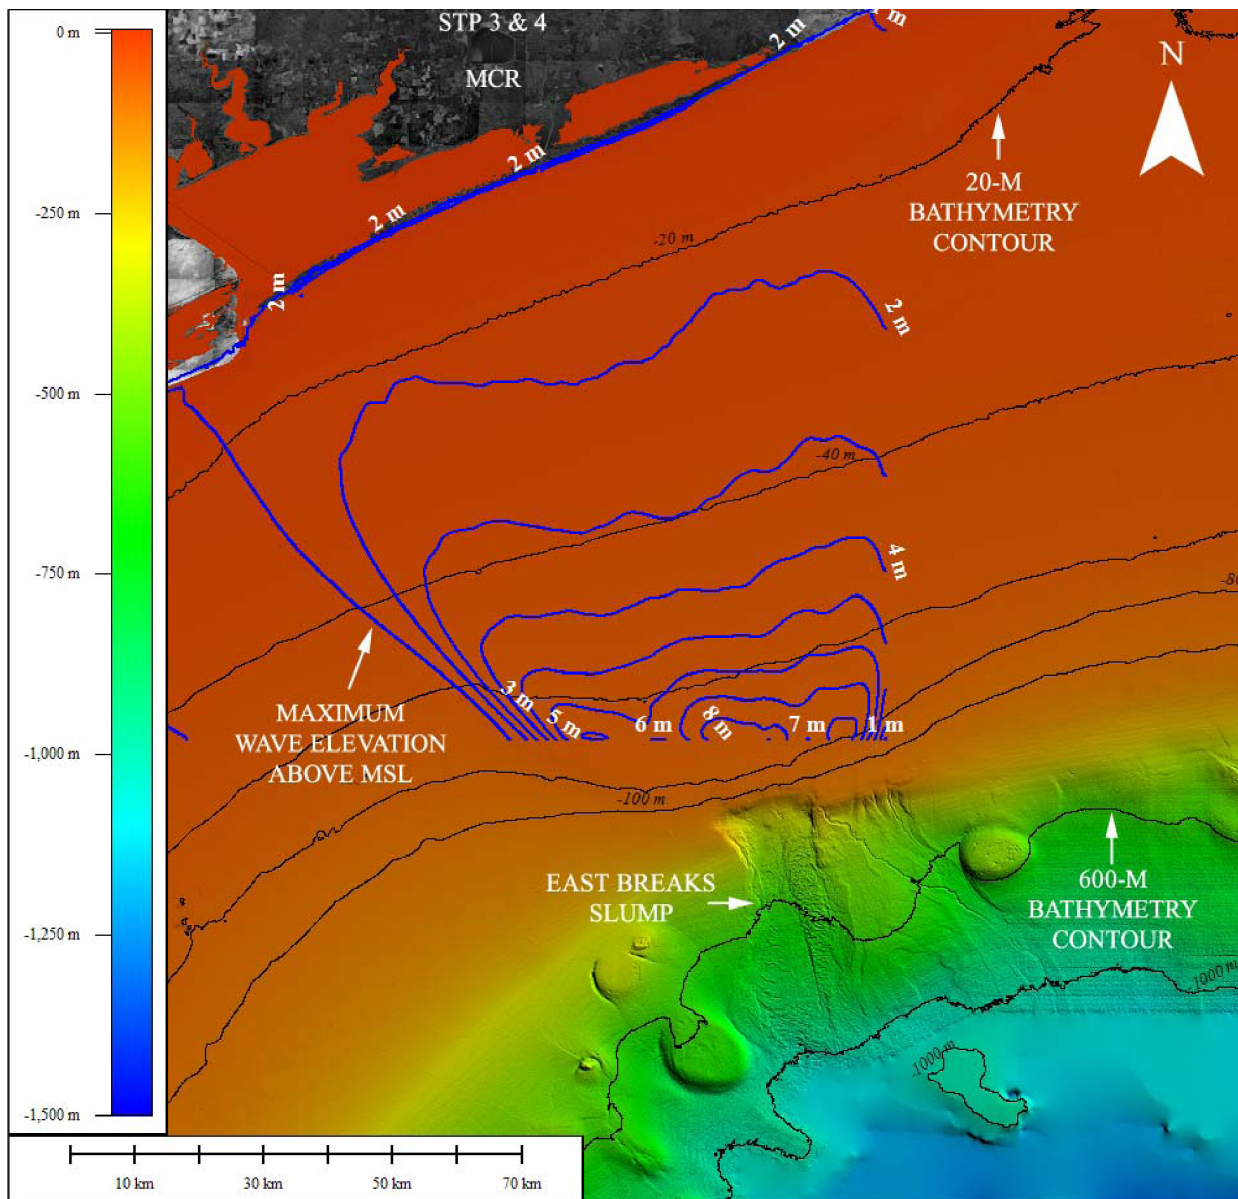 STP 3 & 4
MCR
0 m
-250 m
-500 m
-750 m
-1,000 m
-1,250 m
-1,500 m
2 m
2 m
2 m
2 m
2 m
N
20-M
BATHYMETRY
CONTOUR
-20 m
2 m
-40 m
4 m
-80
3 m
5 m
6 m
8 m
7 m
1 m
MAXIMUM
WAVE ELEVATION
ABOVE MSL
-100 m
EAST BREAKS
SLUMP
600-M
BATHYMETRY
CONTOUR
-1000 m
-1000 m
10 km
30 km
50 km
70 km